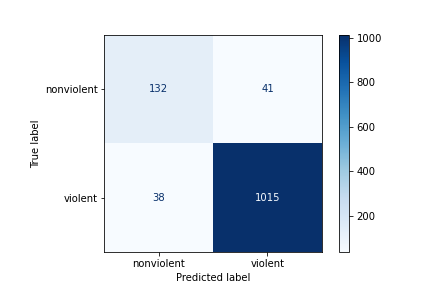 1000
nonviolent 132 41 800
True label
600
400
violent 38 1015
200
nonviolent violent
Predicted label